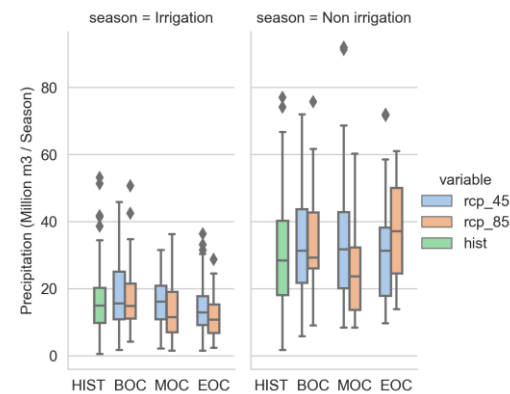 season = Irrigation
season = Non irrigation
Precipitation (Million m3 / Season)
80
60
40
20
0
HIST BOC MOC EOC
HIST BOC MOC EOC
variable
rcp_45
rcp_85
hist